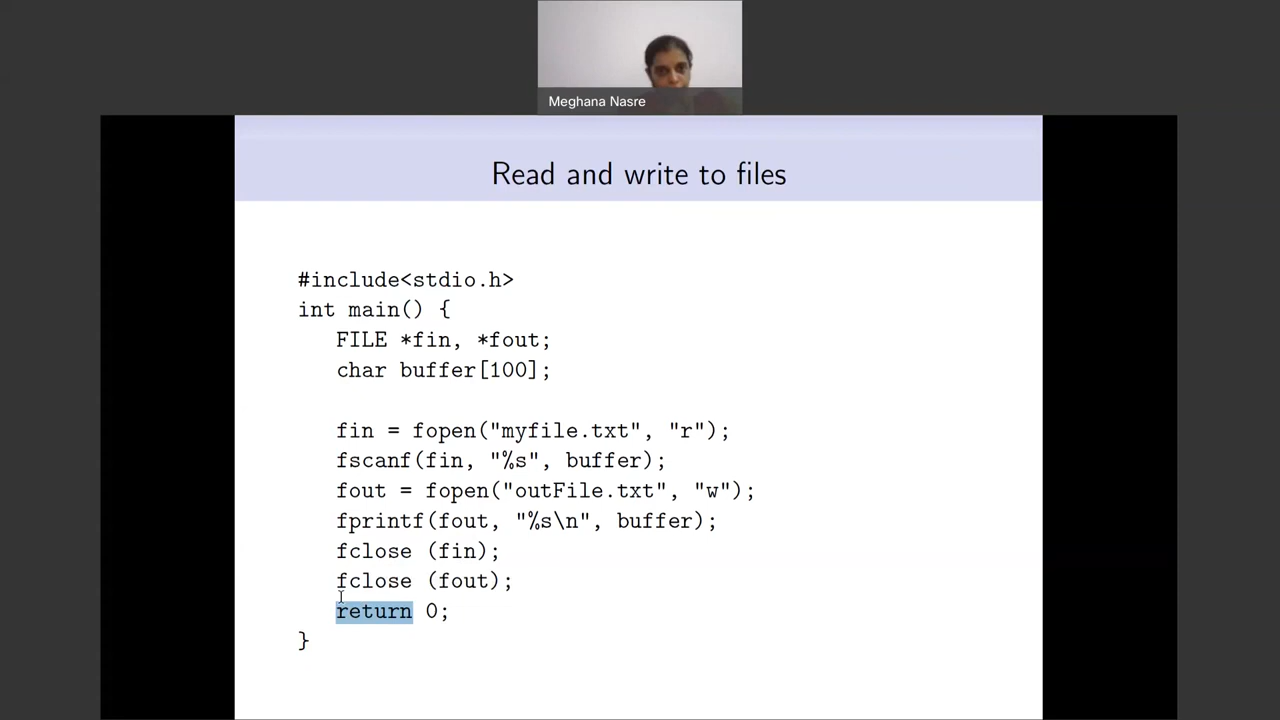 Meghana Nasre
Read and write to files
#include<stdio.h>
int main() {
FILE *fin, *fout;
char buffer[100];
fin = fopen("myfile.txt", "r");
fscanf(fin, "%s", buffer);
fout = fopen("outFile.txt", "w");
fprintf(fout, "%s\n", buffer);
fclose (fin);
fclose (fout);
return 0;
}